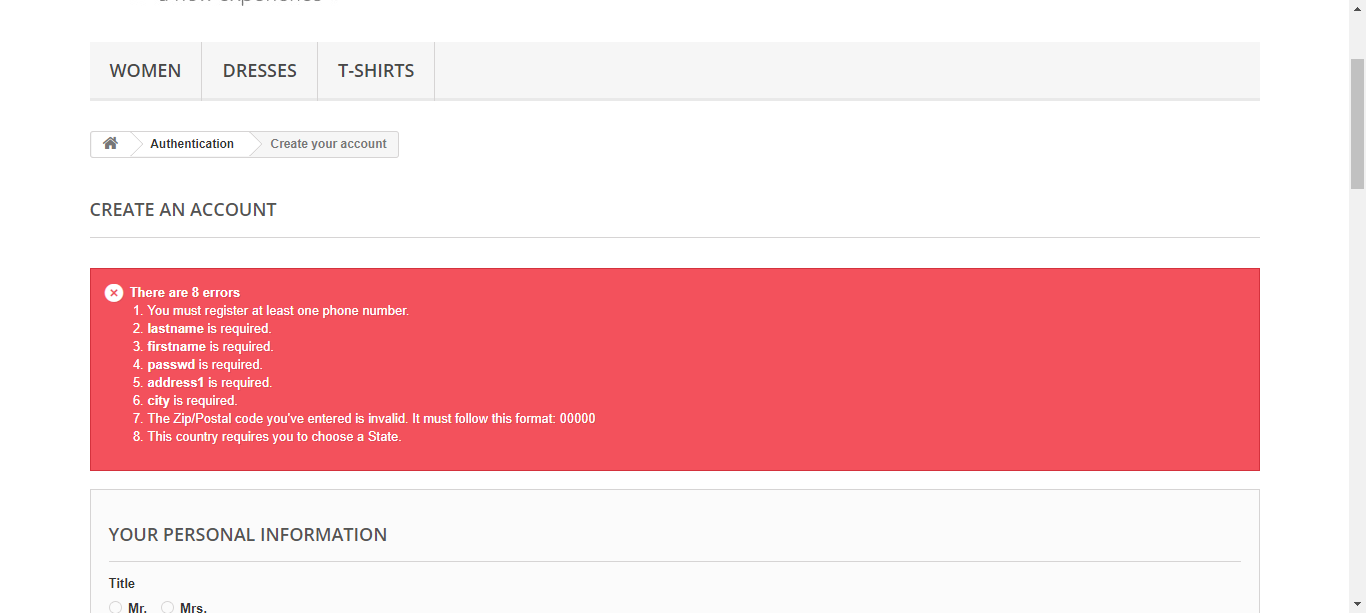 a new experience
WOMEN DRESSES T-SHIRTS
Authentication Create your account
CREATE AN ACCOUNT
There are 8 errors
1. You must register at least one phone number.
2. lastname is required.
3. firstname is required.
4. passwd is required.
5. address1 is required.
6. city is required.
7. The Zip/Postal code you've entered is invalid. It must follow this format: 00000
8. This country requires you to choose a State.
YOUR PERSONAL INFORMATION
Title
Mr. Mrs.